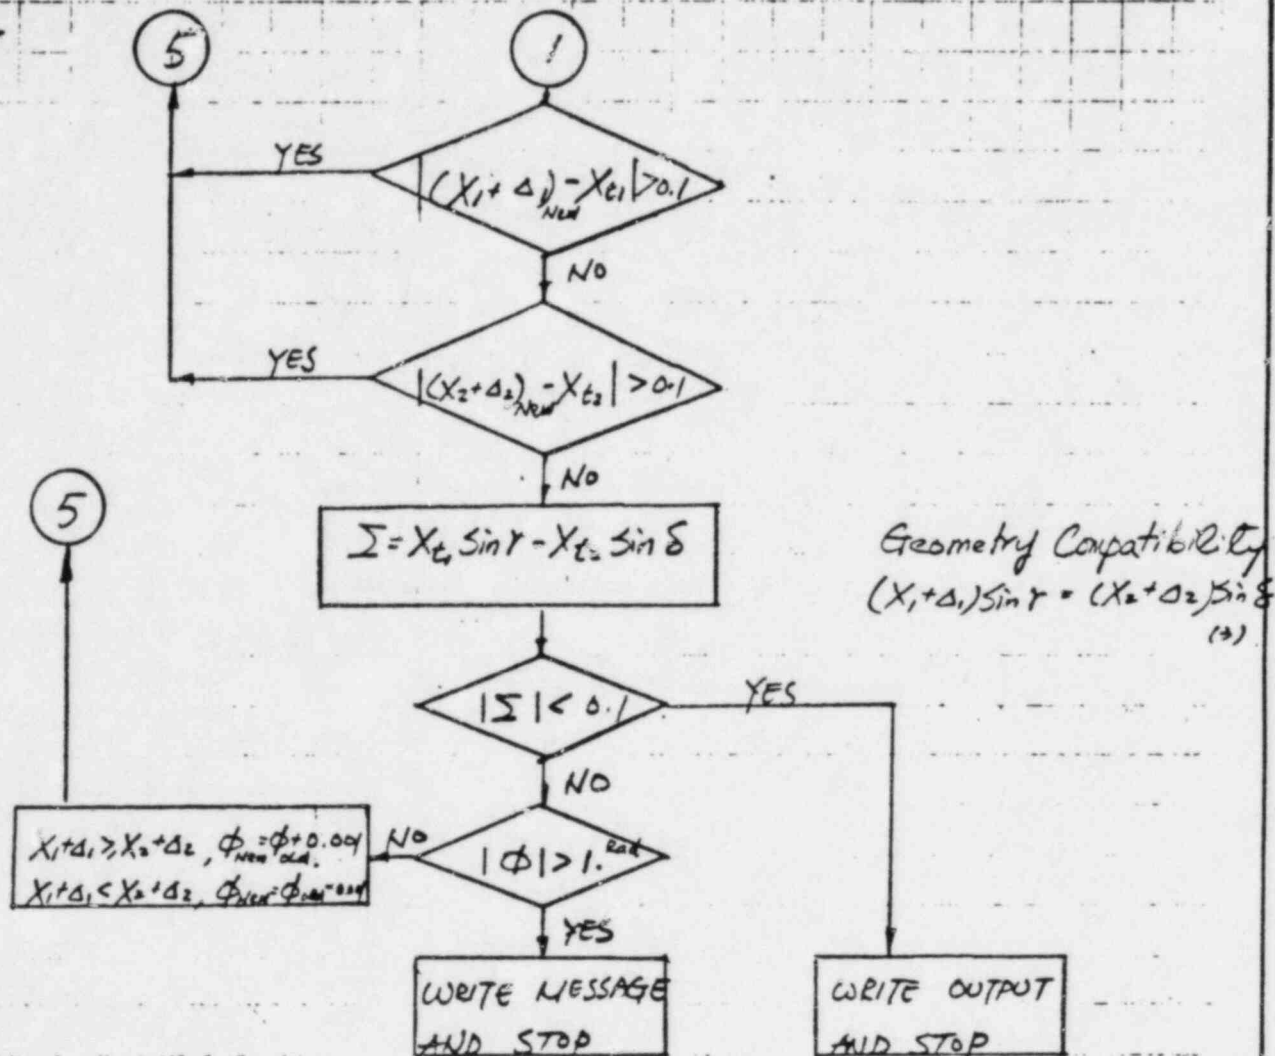 5
1
YES
|(X₁ + Δ₁)New - Xt₁| > 0.1
NO
YES
|(X₂+Δ₂)New - Xt₂| > 0.1
NO
5
Σ = Xt₁ sin γ - Xt₂ sin δ
Geometry Compatibility
(X₁+Δ₁) sin γ = (X₂+Δ₂) sin δ
(3)
|Σ| < 0.1
YES
NO
X₁+Δ₁ ≥ X₂+Δ₂, ϕNew = ϕOld + 0.001
X₁+Δ₁ < X₂+Δ₂, ϕNew = ϕOld - 0.001
NO
|ϕ| > 1. rad
YES
WRITE MESSAGE
AND STOP
WRITE OUTPUT
AND STOP